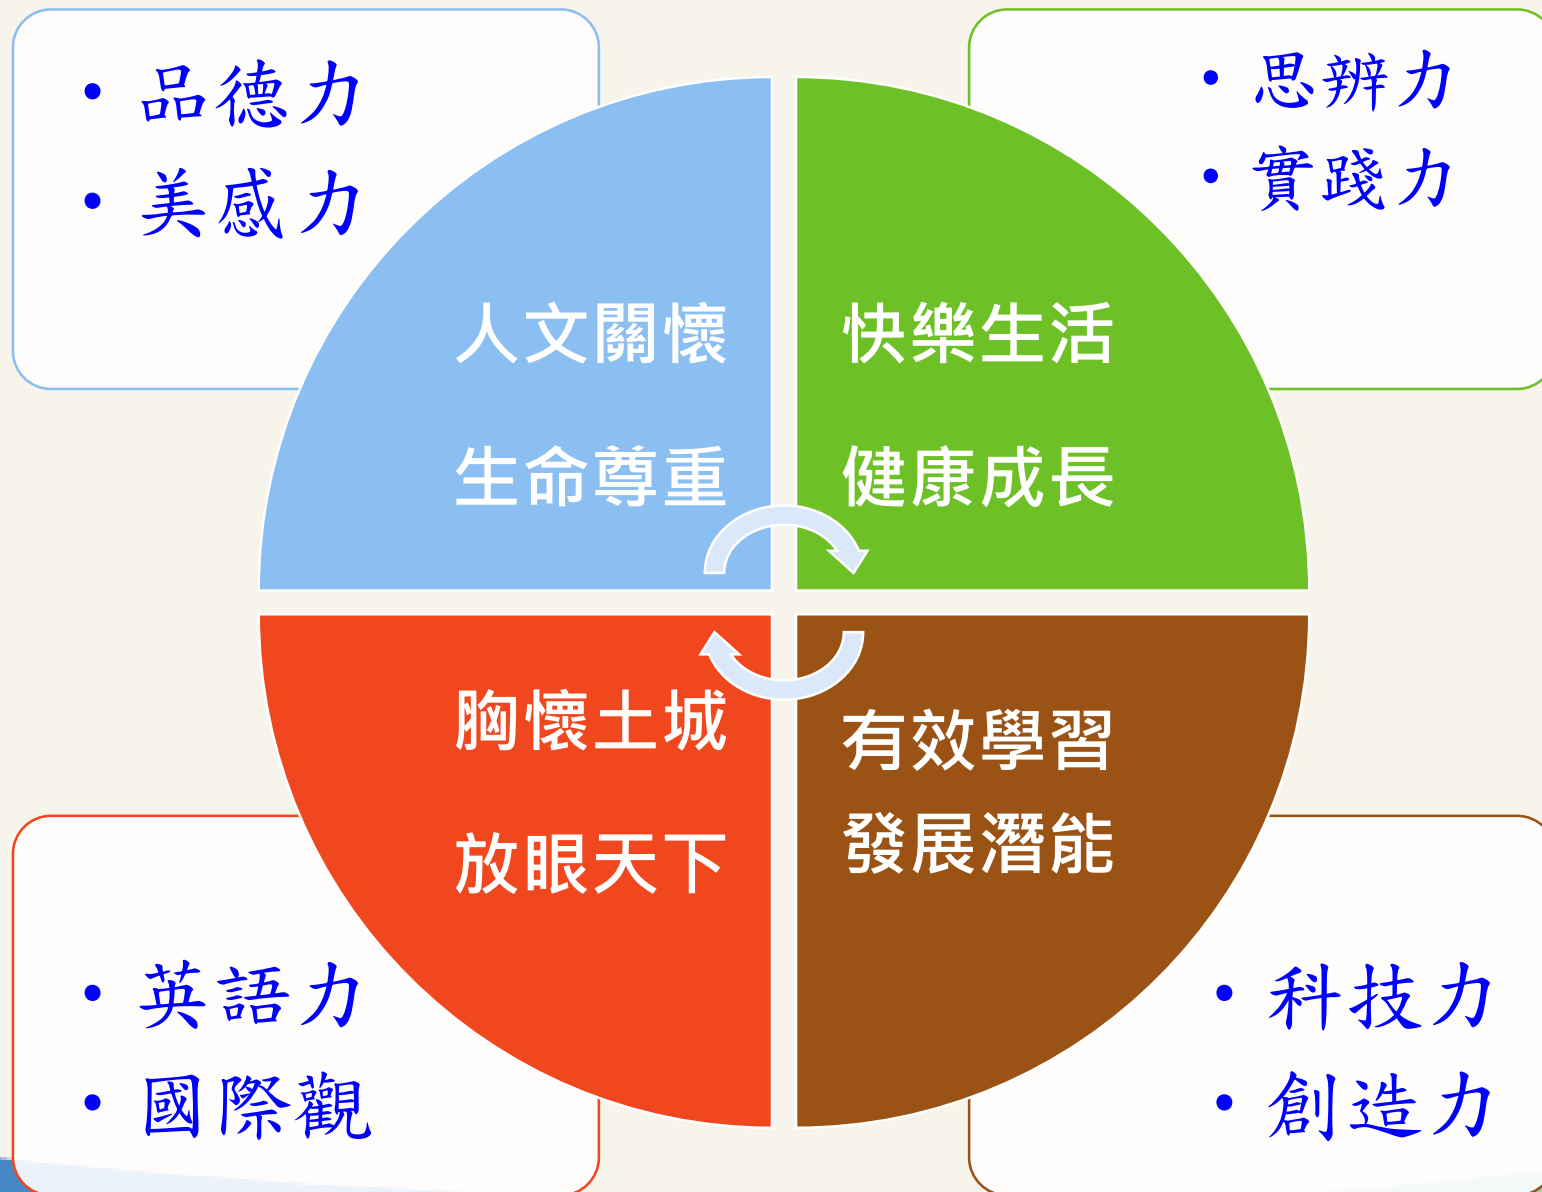 • 品德力
• 美感力
• 思辨力
• 實踐力
人文關懷
生命尊重
快樂生活
健康成長
胸懷土城
放眼天下
有效學習
發展潛能
• 英語力
• 國際觀
• 科技力
• 創造力